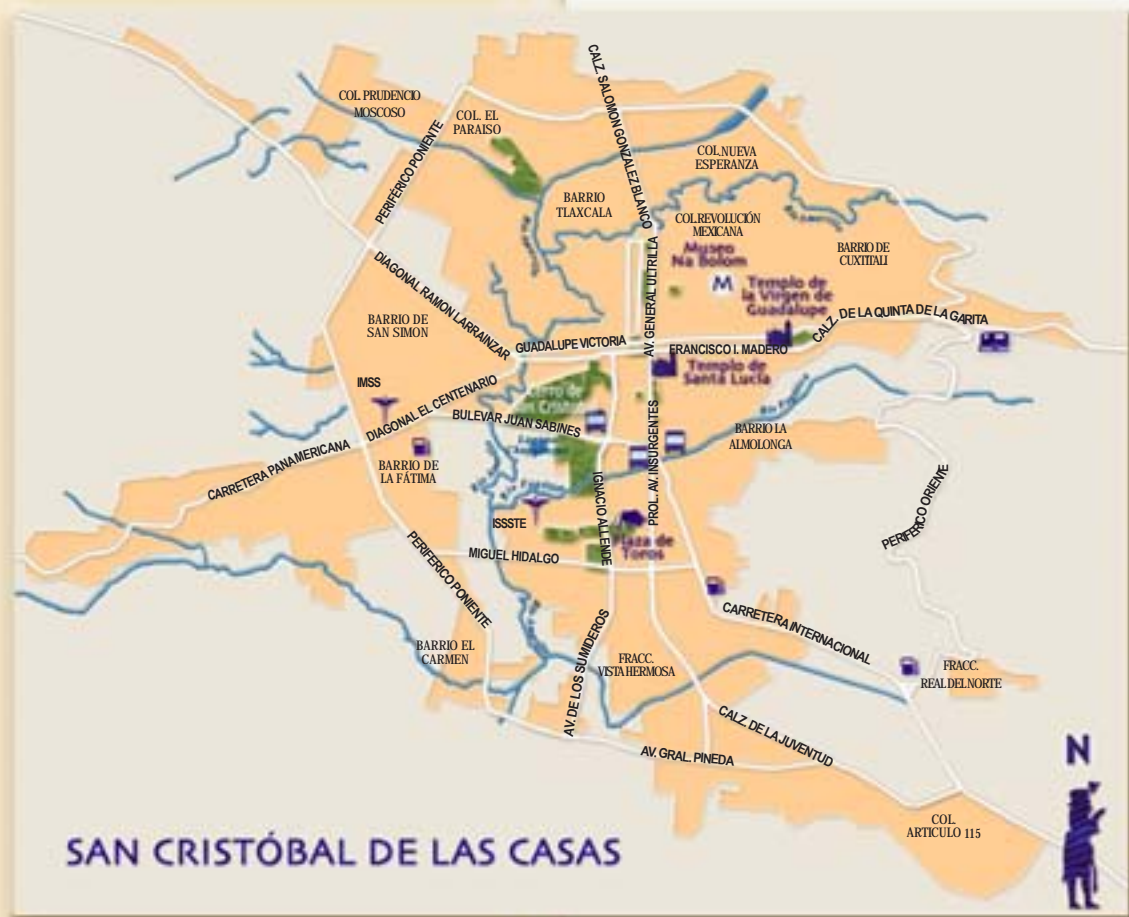 CALZ. SALOMON GONZALEZ BLANCO
COL. PRUDENCIO
MOSCOSO
COL. EL
PARAISO
PERIFÉRICO PONIENTE
COL. NUEVA
ESPERANZA
BARRIO
TLAXCALA
COL. REVOLUCIÓN
MEXICANA
BARRIO DE
CUXTITALI
Museo
Na Bolom
M
Templo de
la Virgen de
Guadalupe
AV. GENERAL ULTRILLA
CALZ. DE LA QUINTA DE LA GARITA
DIAGONAL RAMON LARRAINZAR
BARRIO DE
SAN SIMON
GUADALUPE VICTORIA
FRANCISCO I. MADERO
Templo de
Santa Lucía
IMSS
DIAGONAL EL CENTENARIO
BULEVAR JUAN SABINES
CARRETERA PANAMERICANA
BARRIO DE
LA FÁTIMA
BARRIO LA
ALMOLONGA
IGNACIO ALLENDE
PROL. AV. INSURGENTES
PERIFERICO ORIENTE
ISSSTE
Plaza de
Toros
MIGUEL HIDALGO
PERIFERICO PONIENTE
CARRETERA INTERNACIONAL
BARRIO EL
CARMEN
AV. DE LOS SUMIDEROS
FRACC.
VISTA HERMOSA
FRACC.
REAL DEL NORTE
CALZ. DE LA JUVENTUD
AV. GRAL. PINEDA
N
COL.
ARTICULO 115
SAN CRISTÓBAL DE LAS CASAS